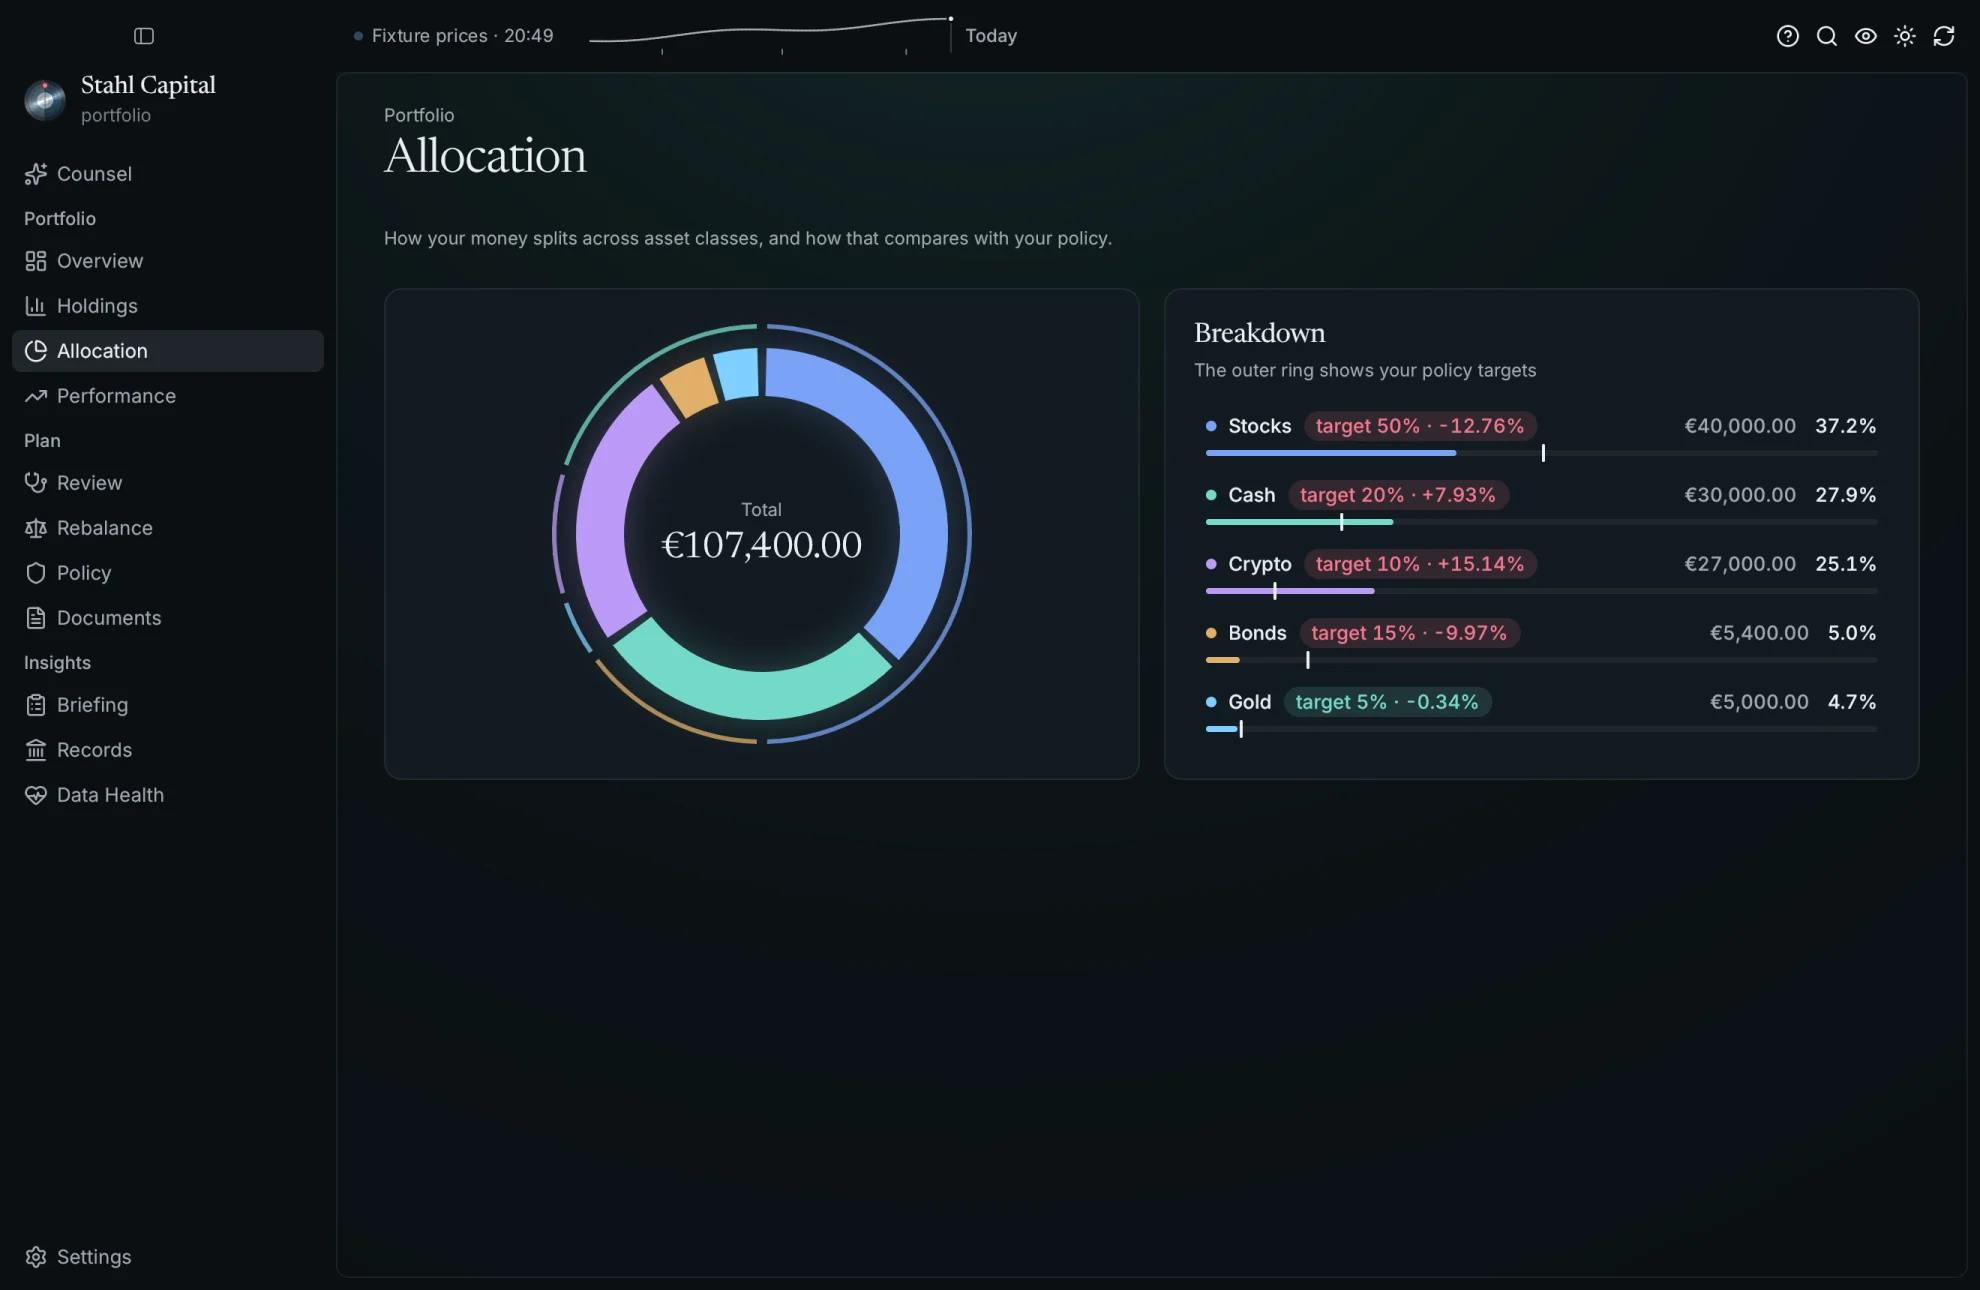 Fixture prices · 20:49
Today
Stahl Capital
portfolio
Counsel
Portfolio
Overview
Holdings
Allocation
Performance
Plan
Review
Rebalance
Policy
Documents
Insights
Briefing
Records
Data Health
Settings
Portfolio
Allocation
How your money splits across asset classes, and how that compares with your policy.
Total
€107,400.00
Breakdown
The outer ring shows your policy targets
Stocks target 50% · -12.76% €40,000.00 37.2%
Cash target 20% · +7.93% €30,000.00 27.9%
Crypto target 10% · +15.14% €27,000.00 25.1%
Bonds target 15% · -9.97% €5,400.00 5.0%
Gold target 5% · -0.34% €5,000.00 4.7%